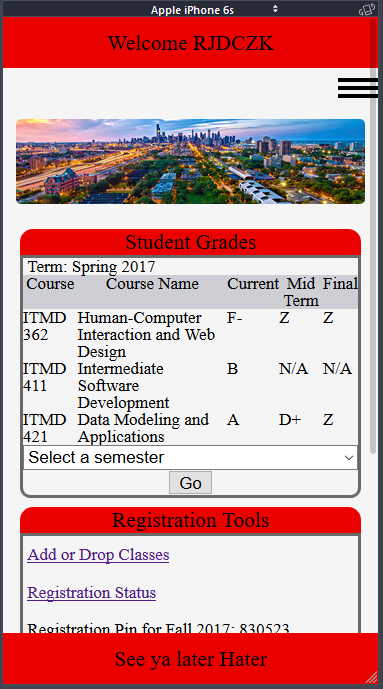 Apple iPhone 6s
Welcome RJDCZK
Student Grades
Term: Spring 2017
Course Course Name Current Mid Term Final
ITMD 362 Human-Computer Interaction and Web Design F- Z Z
ITMD 411 Intermediate Software Development B N/A N/A
ITMD 421 Data Modeling and Applications A D+ Z
Select a semester
Go
Registration Tools
Add or Drop Classes
Registration Status
Registration Pin for Fall 2017: 830523
See ya later Hater